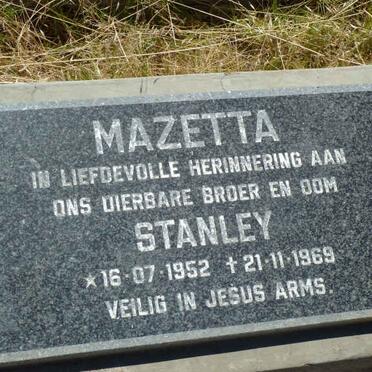 MAZETTA
IN LIEFDEVOLLE HERINNERING AAN
ONS DIERBARE BROER EN OOM
STANLEY
★16·07·1952 ✝21·11·1969
VEILIG IN JESUS ARMS.